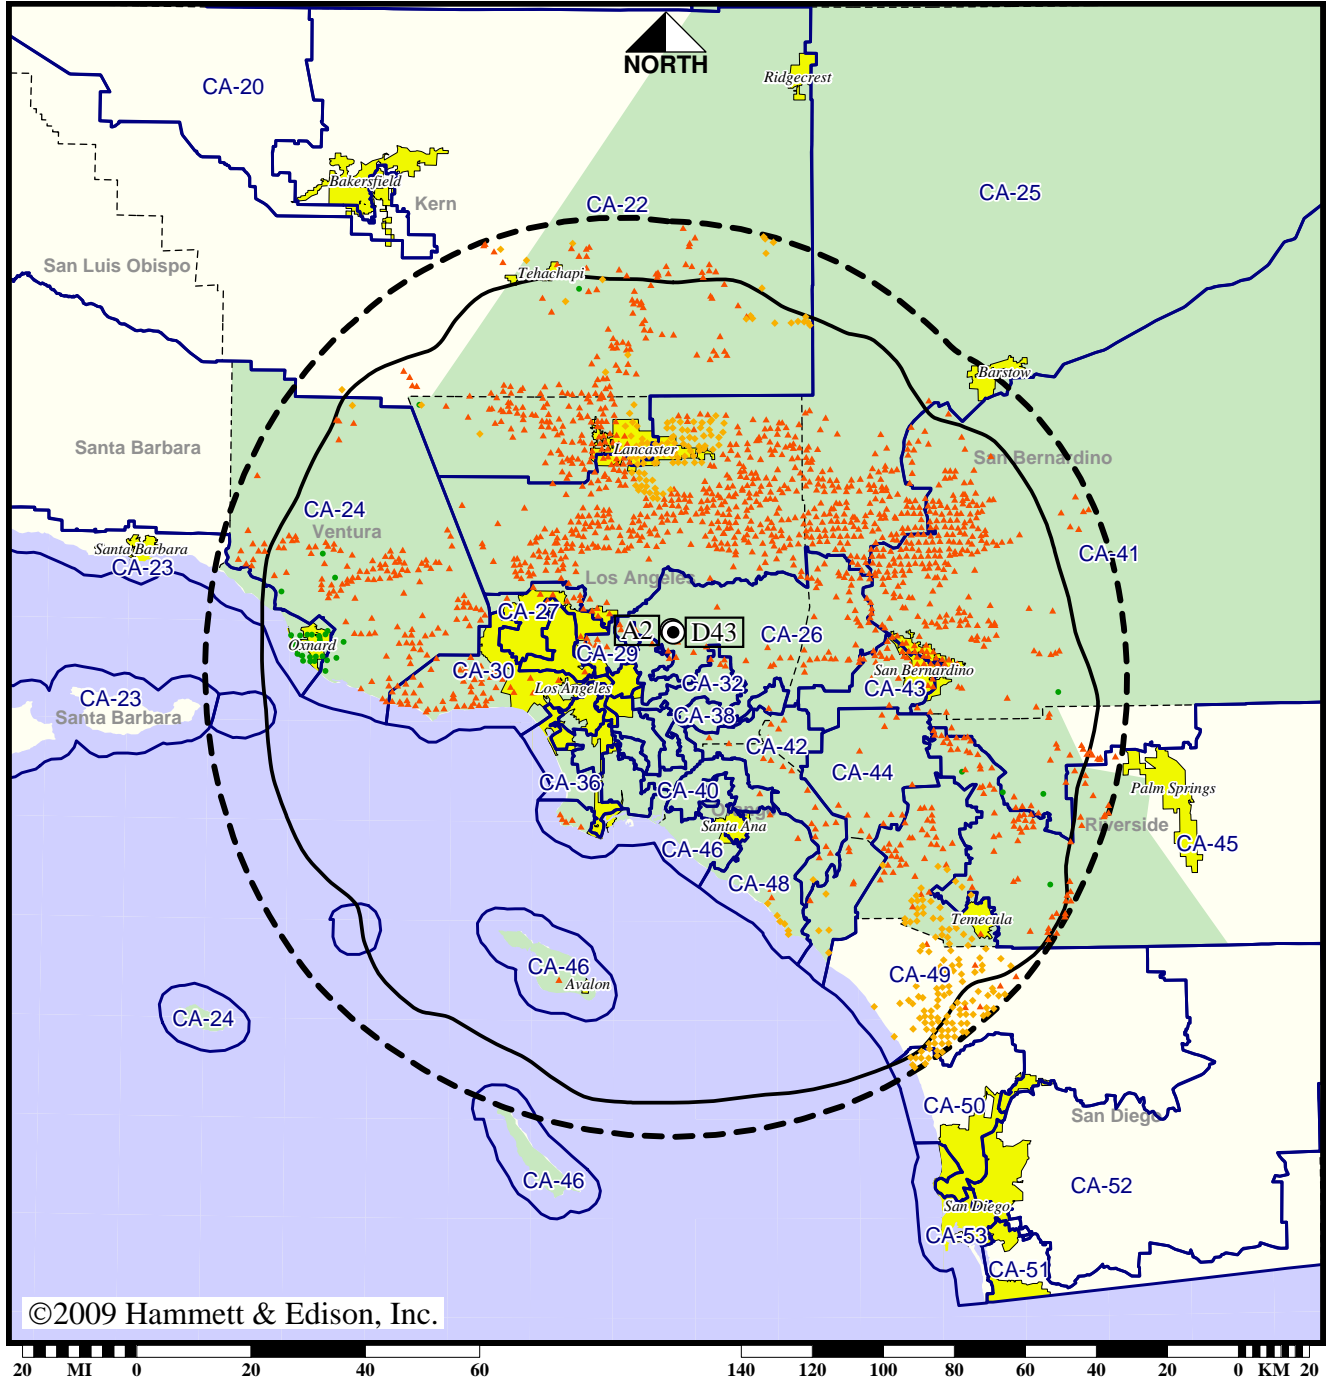 NORTH
Ridgecrest
CA-20
Bakersfield
Kern
CA-22
CA-25
San Luis Obispo
Tehachapi
Barstow
Santa Barbara
Lancaster
San Bernardino
CA-24
Ventura
Santa Barbara
CA-23
CA-41
Los Angeles
CA-27
A2
D43
CA-26
Oxnard
CA-29
CA-30
San Bernardino
CA-32
CA-43
Los Angeles
CA-23
Santa Barbara
CA-38
CA-42
CA-44
CA-36
CA-40
Palm Springs
Orange
Santa Ana
Riverside
CA-46
CA-45
CA-48
Temecula
CA-46
Avalon
CA-49
CA-24
CA-50
San Diego
CA-46
CA-52
San Diego
CA-53
CA-51
©2009 Hammett & Edison, Inc.
20 MI 0 20 40 60 140 120 100 80 60 40 20 0 KM 20